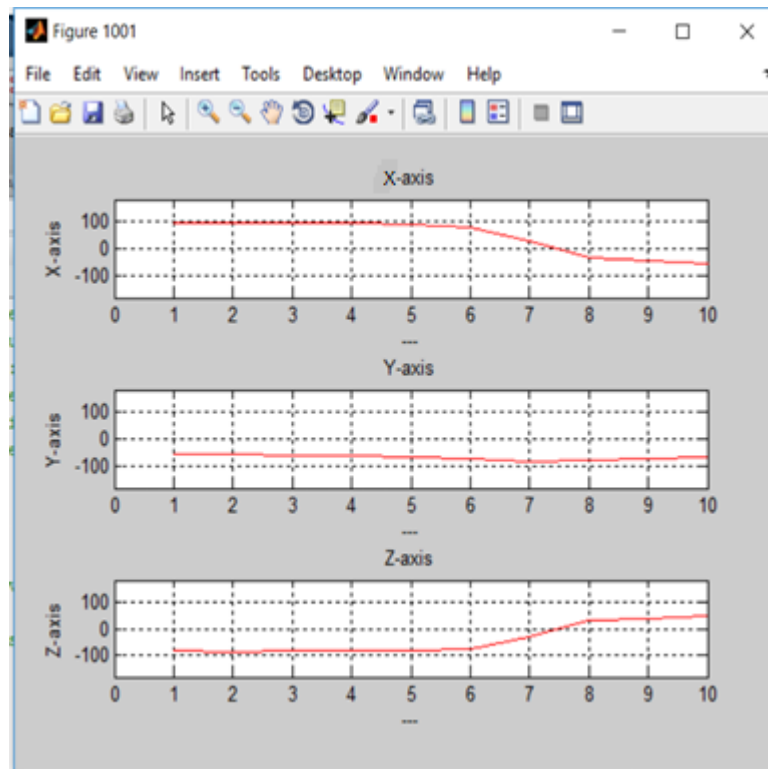 Figure 1001
File Edit View Insert Tools Desktop Window Help
X-axis
X-axis
100
0
-100
0 1 2 3 4 5 6 7 8 9 10
---
Y-axis
Y-axis
100
0
-100
0 1 2 3 4 5 6 7 8 9 10
---
Z-axis
Z-axis
100
0
-100
0 1 2 3 4 5 6 7 8 9 10
---